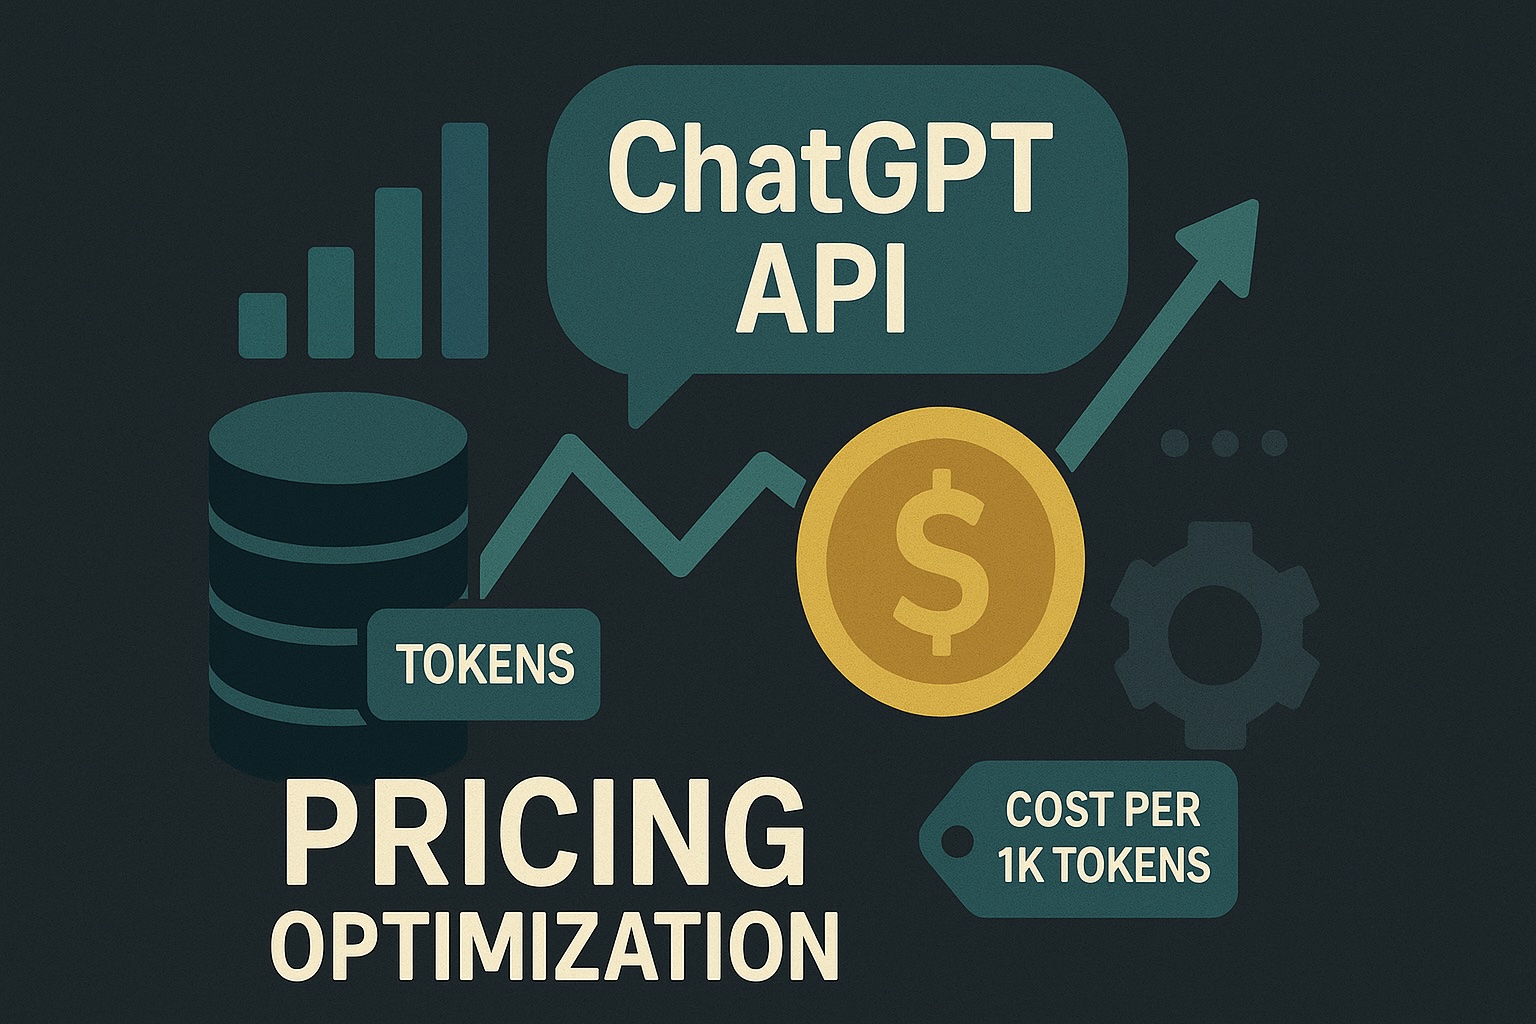 ChatGPT
API
$
TOKENS
PRICING
OPTIMIZATION
COST PER
1K TOKENS